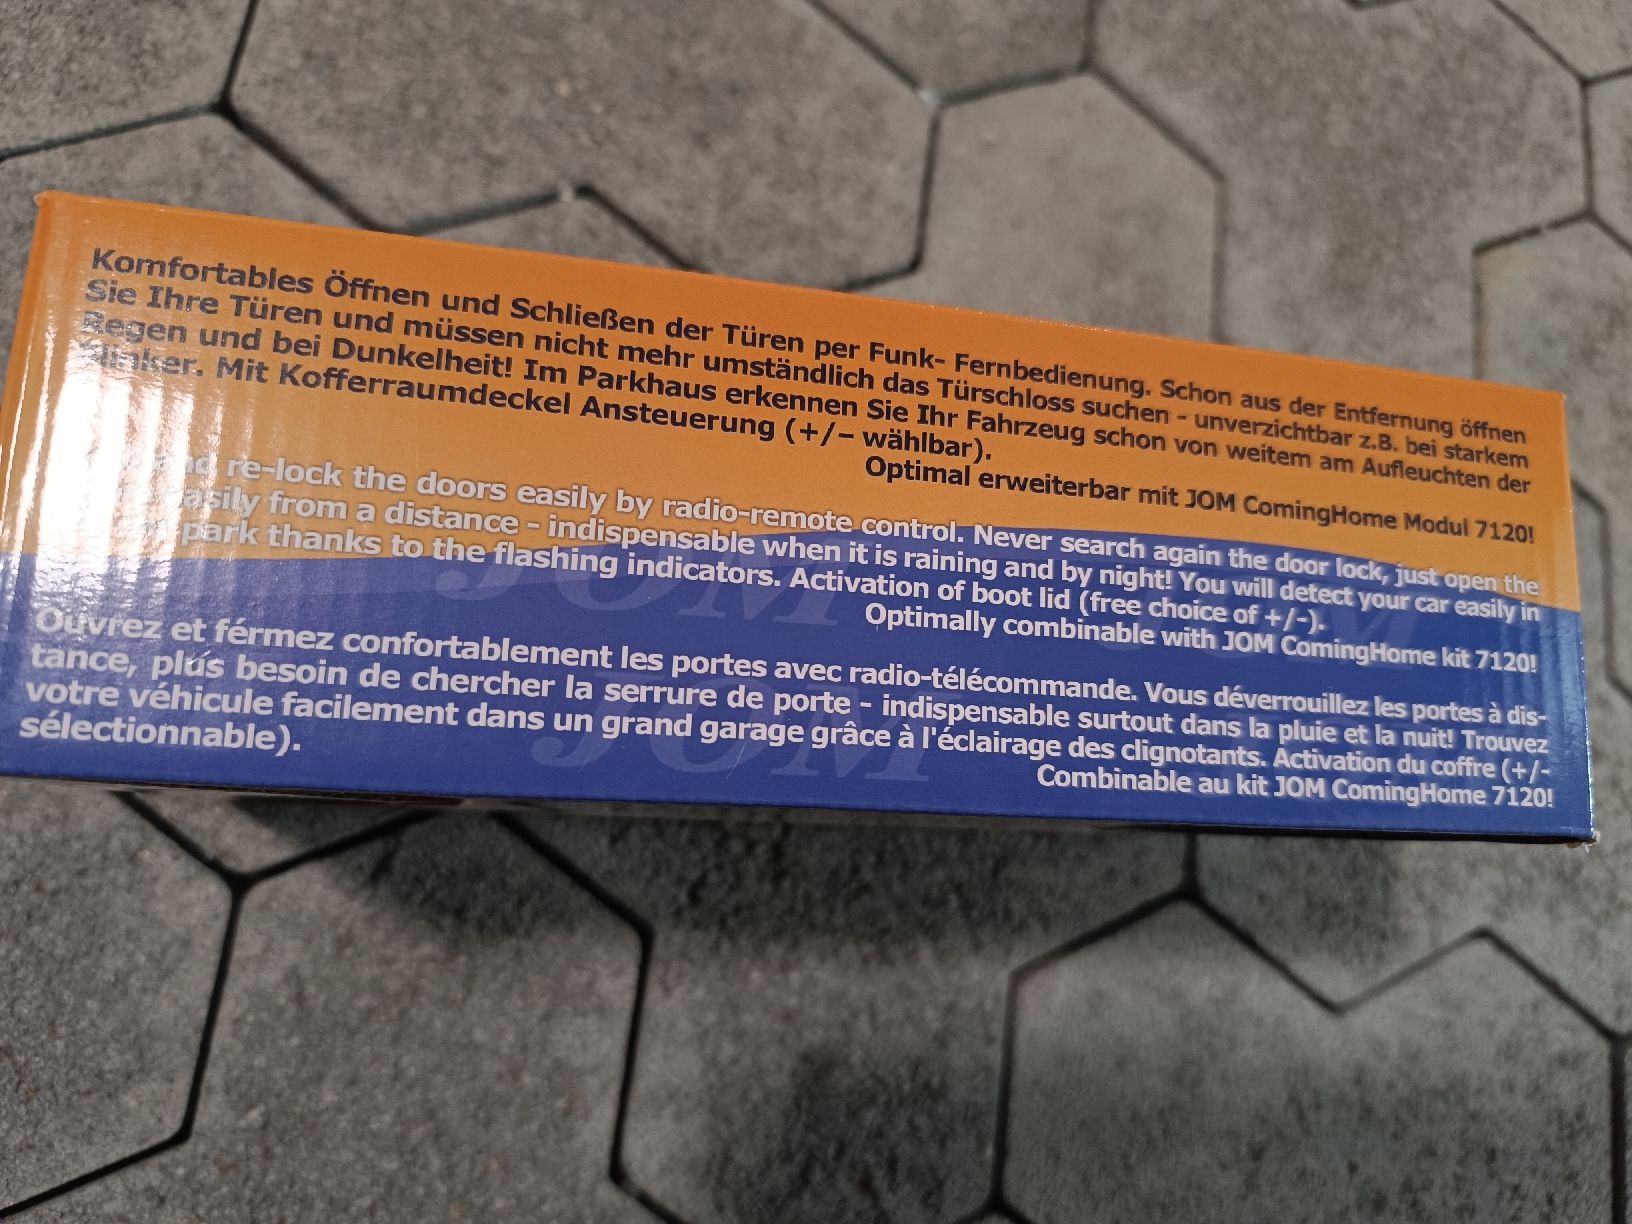 Komfortables Öffnen und Schließen der Türen per Funk- Fernbedienung. Schon aus der Entfernung öffnen
Sie Ihre Türen und müssen nicht mehr umständlich das Türschloss suchen - unverzichtbar z.B. bei starkem
Regen und bei Dunkelheit! Im Parkhaus erkennen Sie Ihr Fahrzeug schon von weitem am Aufleuchten der
Blinker. Mit Kofferraumdeckel Ansteuerung (+/– wählbar).
Optimal erweiterbar mit JOM ComingHome Modul 7120!
and re-lock the doors easily by radio-remote control. Never search again the door lock, just open the
easily from a distance - indispensable when it is raining and by night! You will detect your car easily in
park thanks to the flashing indicators. Activation of boot lid (free choice of +/-).
Optimally combinable with JOM ComingHome kit 7120!
Ouvrez et férmez confortablement les portes avec radio-télécommande. Vous déverrouillez les portes à dis-
tance, plus besoin de chercher la serrure de porte - indispensable surtout dans la pluie et la nuit! Trouvez
votre véhicule facilement dans un grand garage grâce à l'éclairage des clignotants. Activation du coffre (+/-
sélectionnable).
Combinable au kit JOM ComingHome 7120!
JOM
JOM
JOM